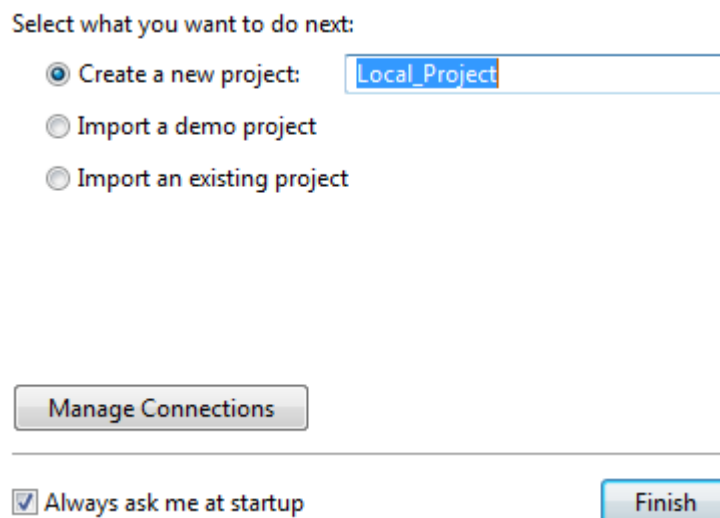 Select what you want to do next:
Create a new project: Local_Project
Import a demo project
Import an existing project
Manage Connections
Always ask me at startup Finish